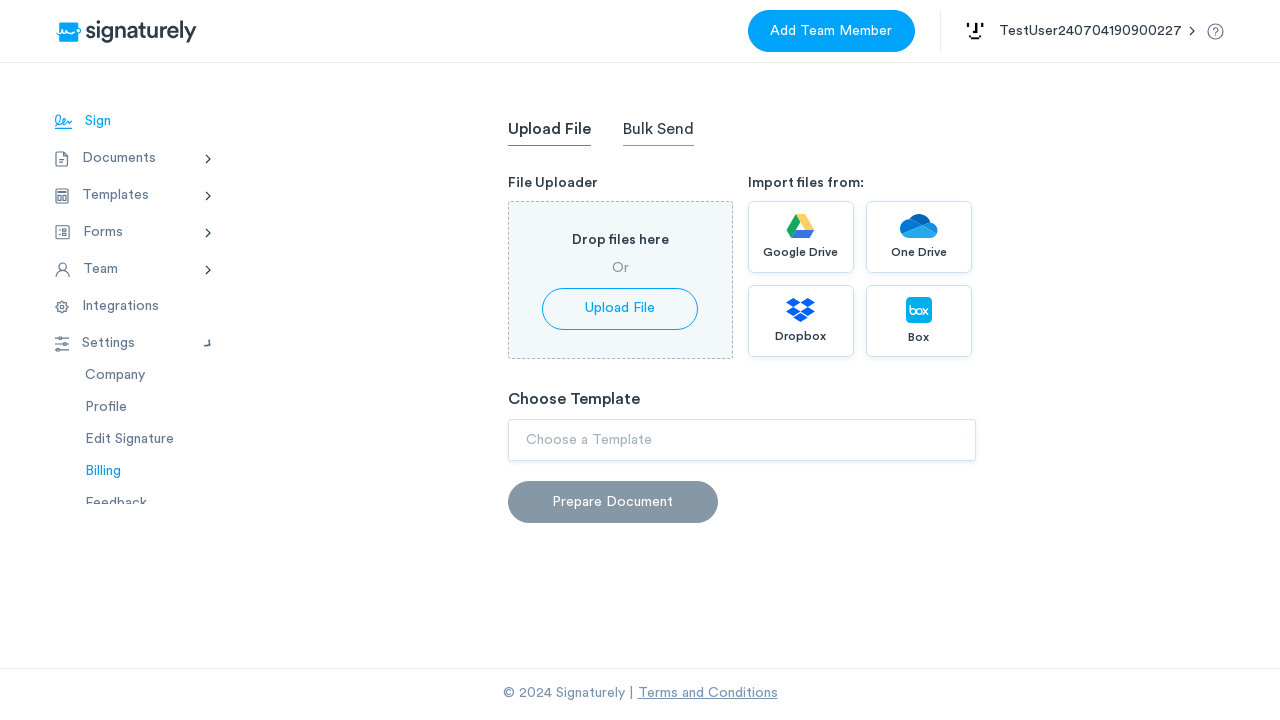 signaturely
Add Team Member
TestUser240704190900227
Sign
Documents
Templates
Forms
Team
Integrations
Settings
Company
Profile
Edit Signature
Billing
Feedback
Upload File
Bulk Send
File Uploader
Drop files here
Or
Upload File
Import files from:
Google Drive
One Drive
Dropbox
box
Box
Choose Template
Choose a Template
Prepare Document
© 2024 Signaturely | Terms and Conditions